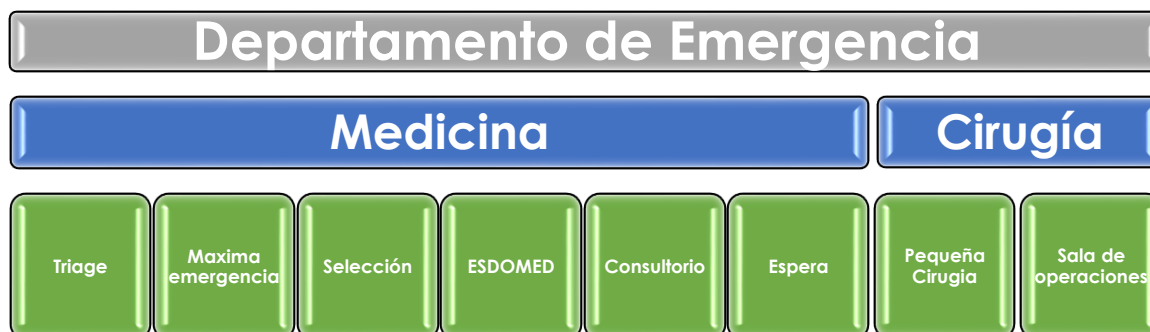 Departamento de Emergencia
Medicina
Cirugía
Triage
Maxima
emergencia
Selección
ESDOMED
Consultorio
Espera
Pequeña
Cirugia
Sala de
operaciones